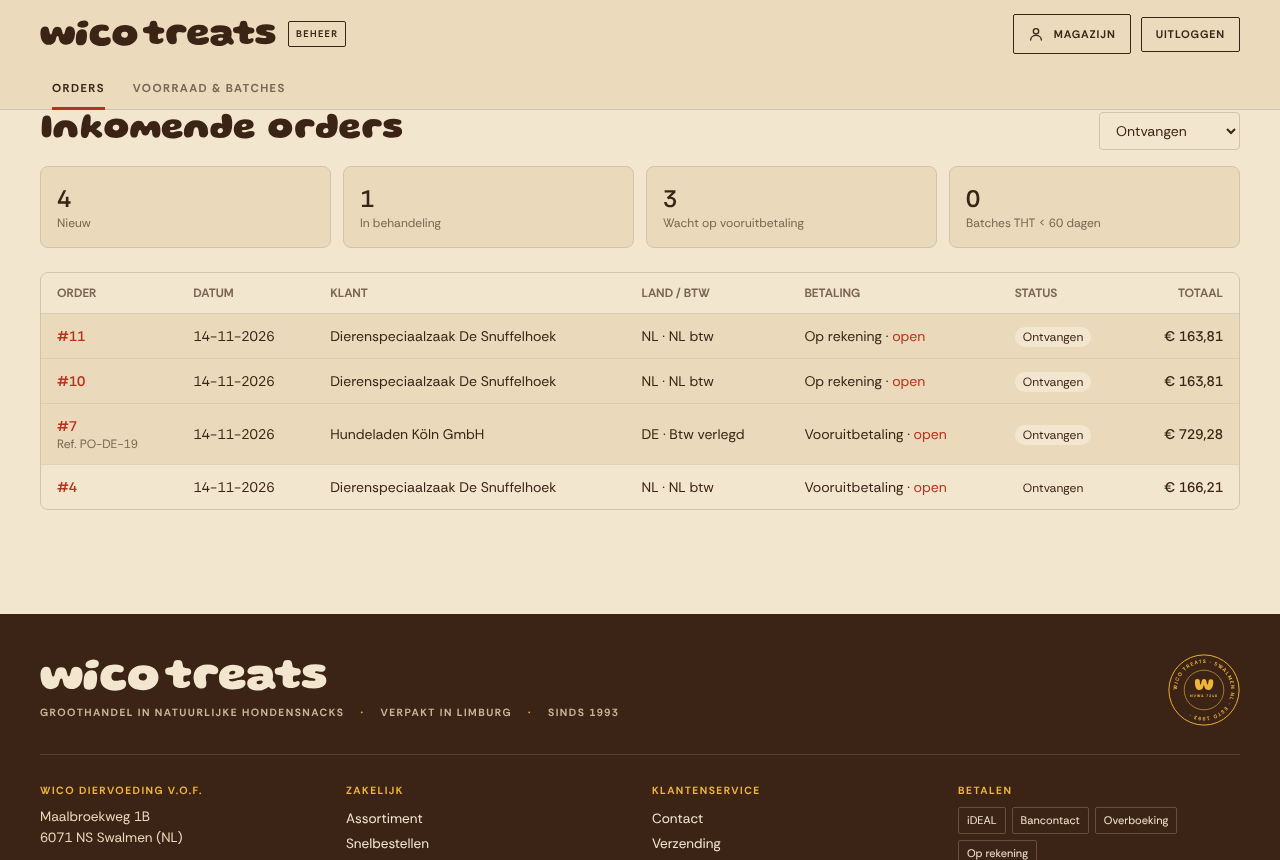 wico treats BEHEER MAGAZIJN UITLOGGEN
ORDERS VOORRAAD & BATCHES
Inkomende orders Ontvangen
4 1 3 0
Nieuw In behandeling Wacht op vooruitbetaling Batches THT < 60 dagen
ORDER DATUM KLANT LAND / BTW BETALING STATUS TOTAAL
#11 14-11-2026 Dierenspeciaalzaak De Snuffelhoek NL · NL btw Op rekening · open Ontvangen € 163,81
#10 14-11-2026 Dierenspeciaalzaak De Snuffelhoek NL · NL btw Op rekening · open Ontvangen € 163,81
#7 14-11-2026 Hundeladen Köln GmbH DE · Btw verlegd Vooruitbetaling · open Ontvangen € 729,28
Ref. PO-DE-19
#4 14-11-2026 Dierenspeciaalzaak De Snuffelhoek NL · NL btw Vooruitbetaling · open Ontvangen € 166,21
wico treats
GROOTHANDEL IN NATUURLIJKE HONDENSNACKS · VERPAKT IN LIMBURG · SINDS 1993
WICO TREATS · SWALMEN NL · ESTD 1993
W
WICO DIERVOEDING V.O.F. ZAKELIJK KLANTENSERVICE BETALEN
Maalbroekweg 1B Assortiment Contact iDEAL Bancontact Overboeking
6071 NS Swalmen (NL) Snelbestellen Verzending Op rekening